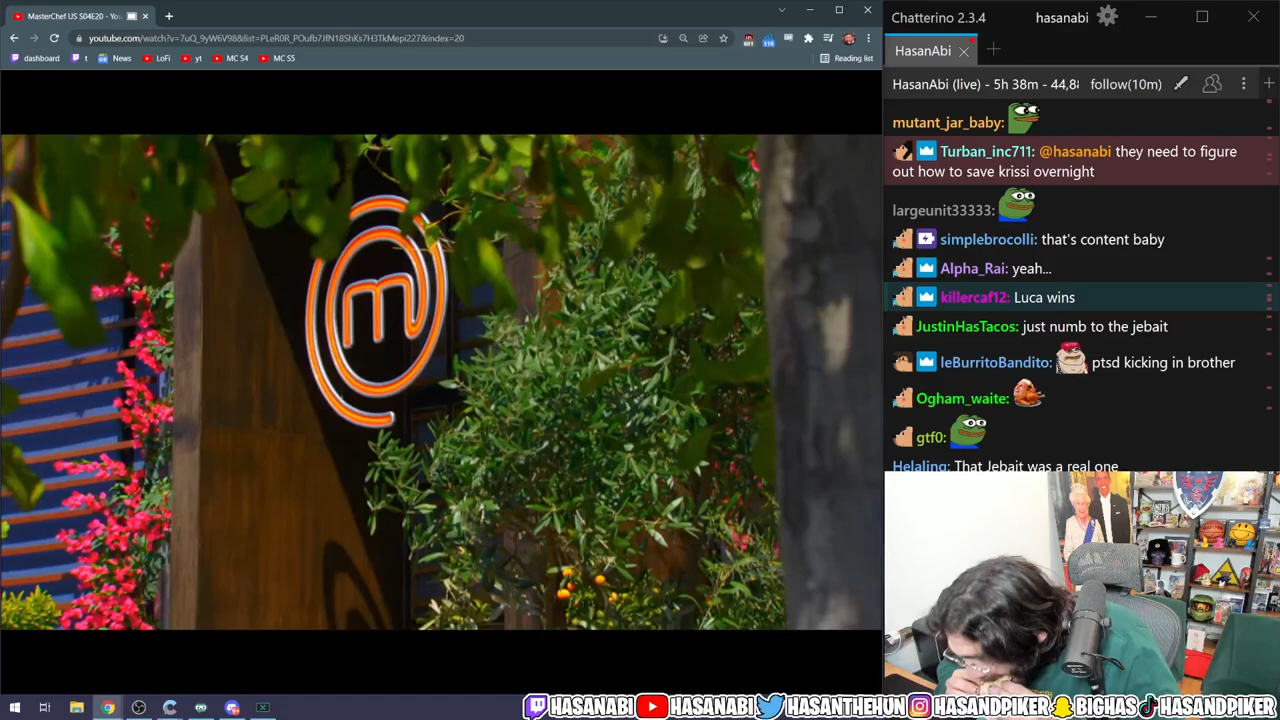 MasterChef US S04E20 - You
Chatterino 2.3.4
hasanabi
youtube.com/watch?v=7uQ_9yW6V98&list=PLeR0R_POufb7JfN18ShKs7H3TkMepi227&index=20
601
110
HasanAbi
dashboard
t
News
LoFi
yt
MC S4
MC S5
Reading list
HasanAbi (live) - 5h 38m - 44,8
follow(10m)
mutant_jar_baby:
Turban_inc711: @hasanabi they need to figure
out how to save krissi overnight
largeunit33333:
simplebrocolli: that's content baby
Alpha_Rai: yeah...
killercaf12: Luca wins
JustinHasTacos: just numb to the jebait
leBurritoBandito: ptsd kicking in brother
Ogham_waite:
gtf0:
Helaling: That Jebait was a real one
m
HASANABI HASANABI HASANTHEHUN HASANDPIKER BIGHAS HASANDPIKER